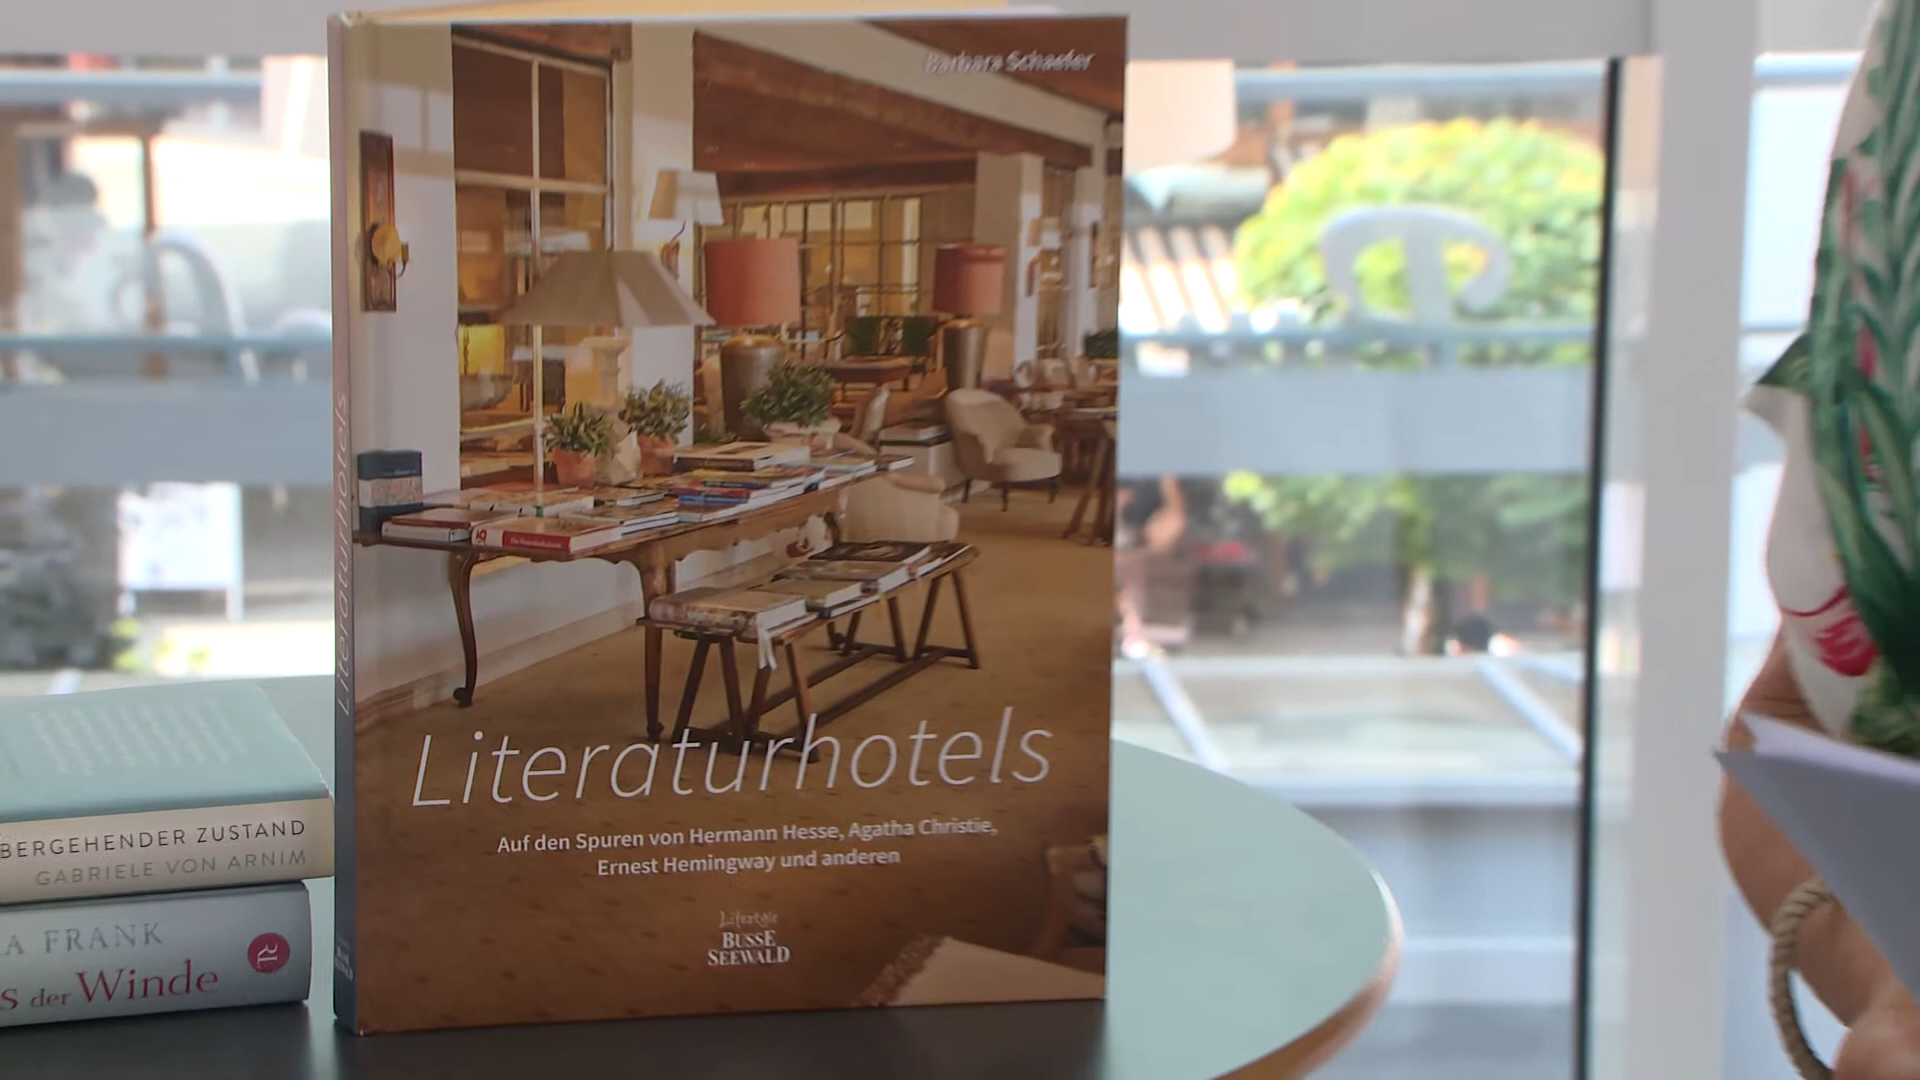 Barbara Schaefer
Literaturhotels
Literaturhotels
Auf den Spuren von Hermann Hesse, Agatha Christie,
Ernest Hemingway und anderen
Lifestyle
BUSSE
SEEWALD
BERGEHENDER ZUSTAND
GABRIELE VON ARNIM
A FRANK
S der Winde